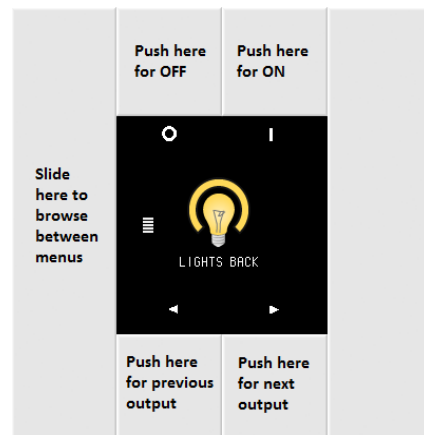 Push here
for OFF
Push here
for ON
Slide
here to
browse
between
menus
LIGHTS BACK
Push here
for previous
output
Push here
for next
output